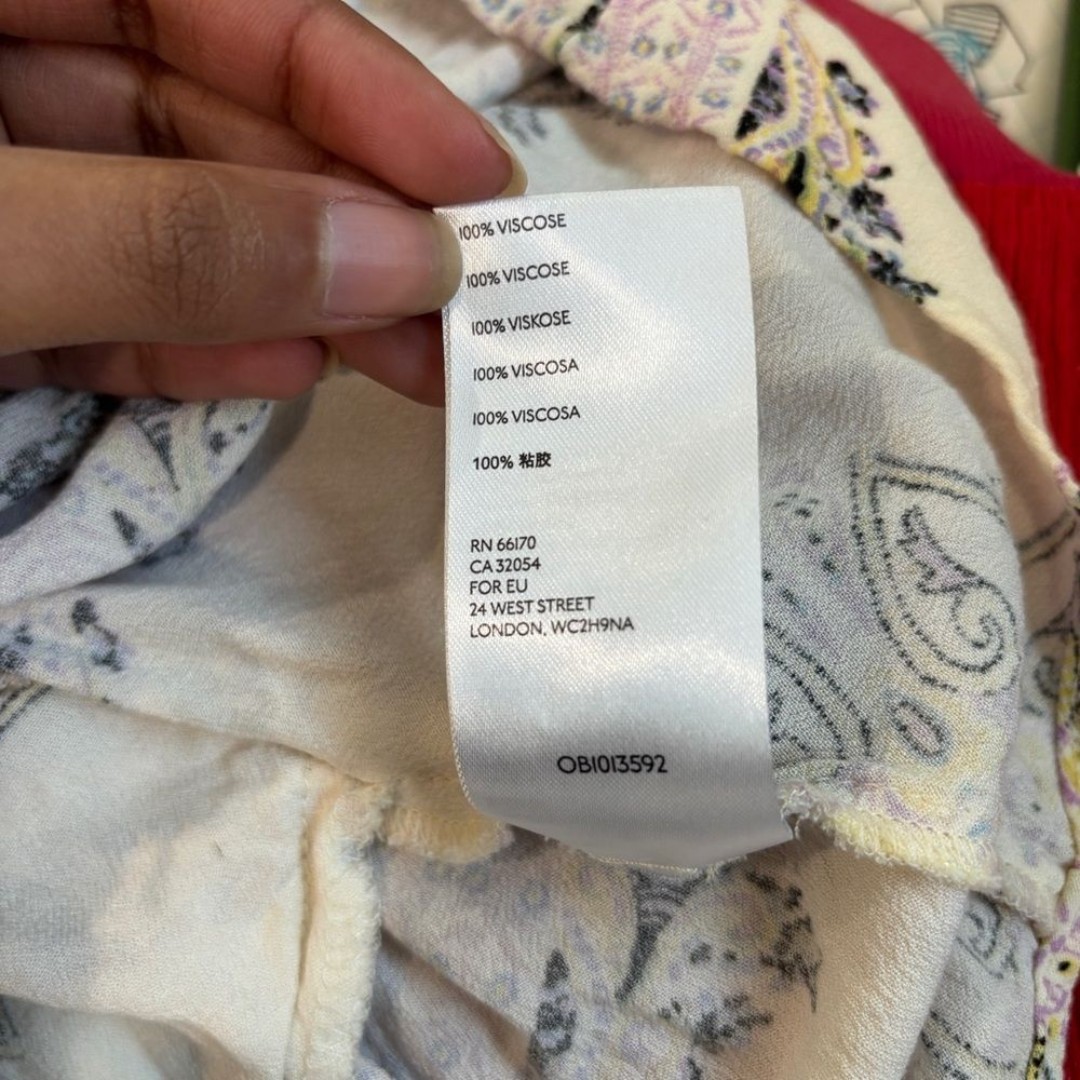 100% VISCOSE
100% VISCOSE
100% VISKOSE
100% VISCOSA
100% VISCOSA
100% 粘胶
RN 66170
CA 32054
FOR EU
24 WEST STREET
LONDON, WC2H9NA
OB1013592